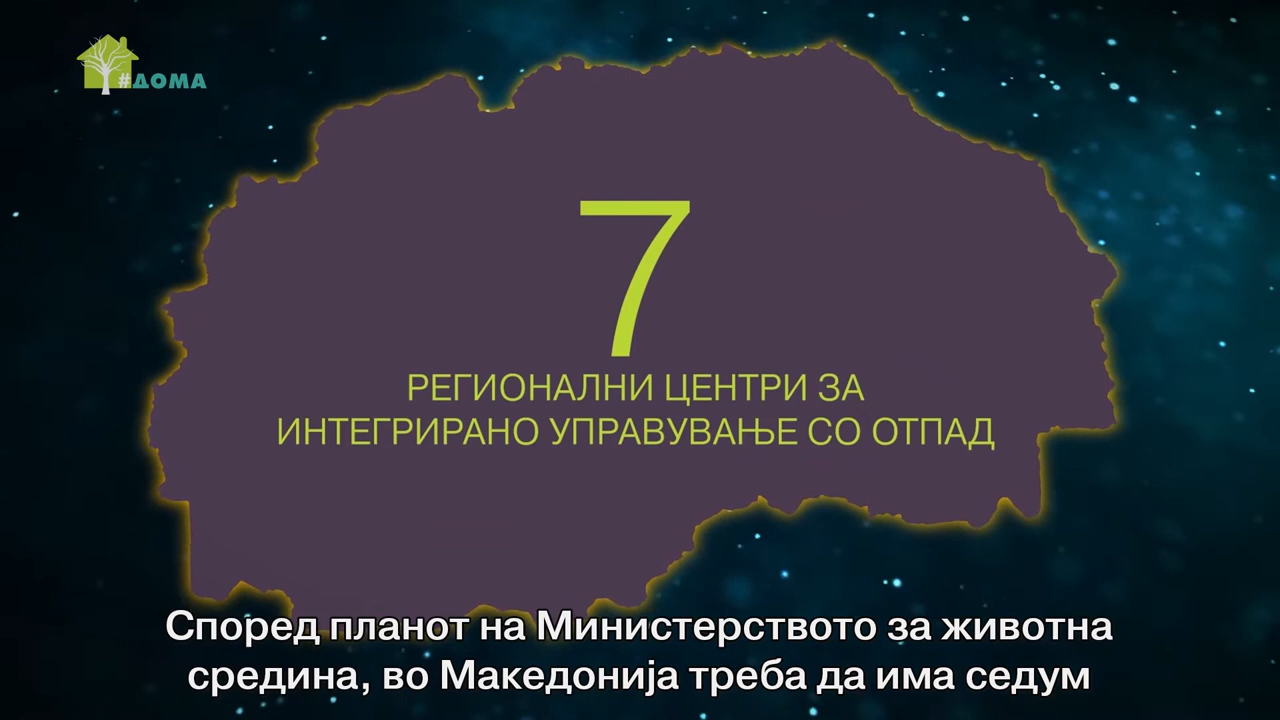 #ДОМА
7
РЕГИОНАЛНИ ЦЕНТРИ ЗА
ИНТЕГРИРАНО УПРАВУВАЊЕ СО ОТПАД
Според планот на Министерството за животна
средина, во Македонија треба да има седум